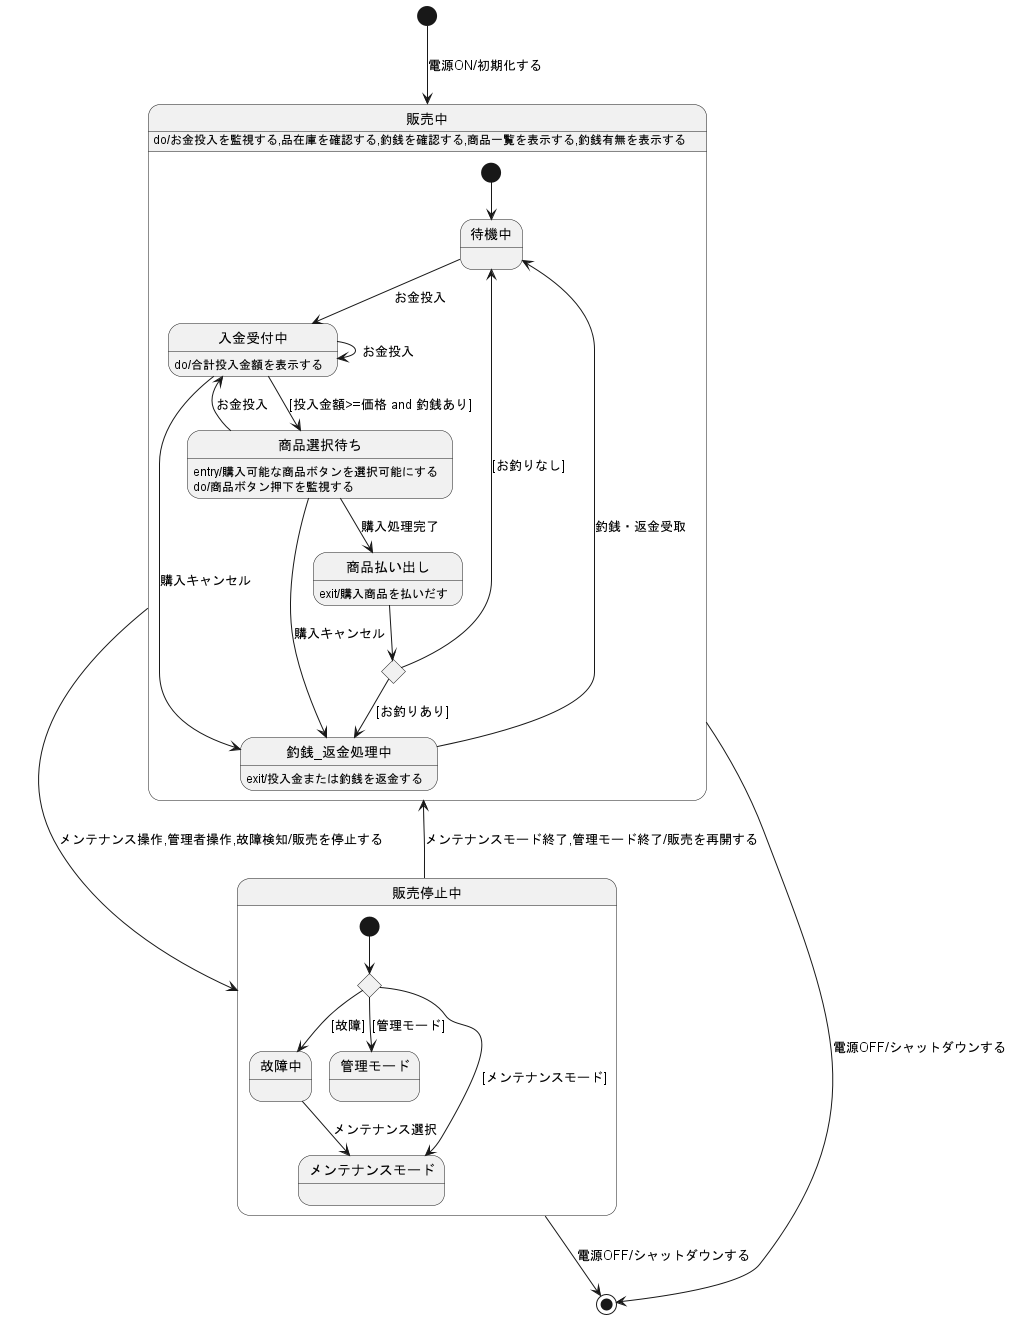 電源ON/初期化する
販売中
do/お金投入を監視する,品在庫を確認する,釣銭を確認する,商品一覧を表示する,釣銭有無を表示する
待機中
お金投入
入金受付中
do/合計投入金額を表示する
お金投入
お金投入
[投入金額>=価格 and 釣銭あり]
商品選択待ち
entry/購入可能な商品ボタンを選択可能にする
do/商品ボタン押下を監視する
[お釣りなし]
購入処理完了
釣銭・返金受取
商品払い出し
exit/購入商品を払いだす
購入キャンセル
購入キャンセル
[お釣りあり]
釣銭_返金処理中
exit/投入金または釣銭を返金する
メンテナンス操作,管理者操作,故障検知/販売を停止する
メンテナンスモード終了,管理モード終了/販売を再開する
販売停止中
[故障]
[管理モード]
故障中
管理モード
[メンテナンスモード]
電源OFF/シャットダウンする
メンテナンス選択
メンテナンスモード
電源OFF/シャットダウンする